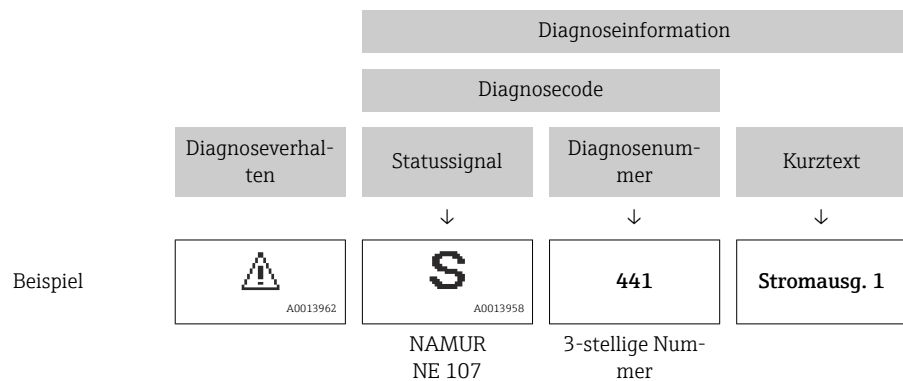 Diagnoseinformation
Diagnosecode
Diagnoseverhal-
ten
Statussignal
Diagnosenum-
mer
Kurztext
↓ ↓ ↓
Beispiel
A0013962
S
A0013958
441
Stromausg. 1
NAMUR
NE 107
3-stellige Num-
mer